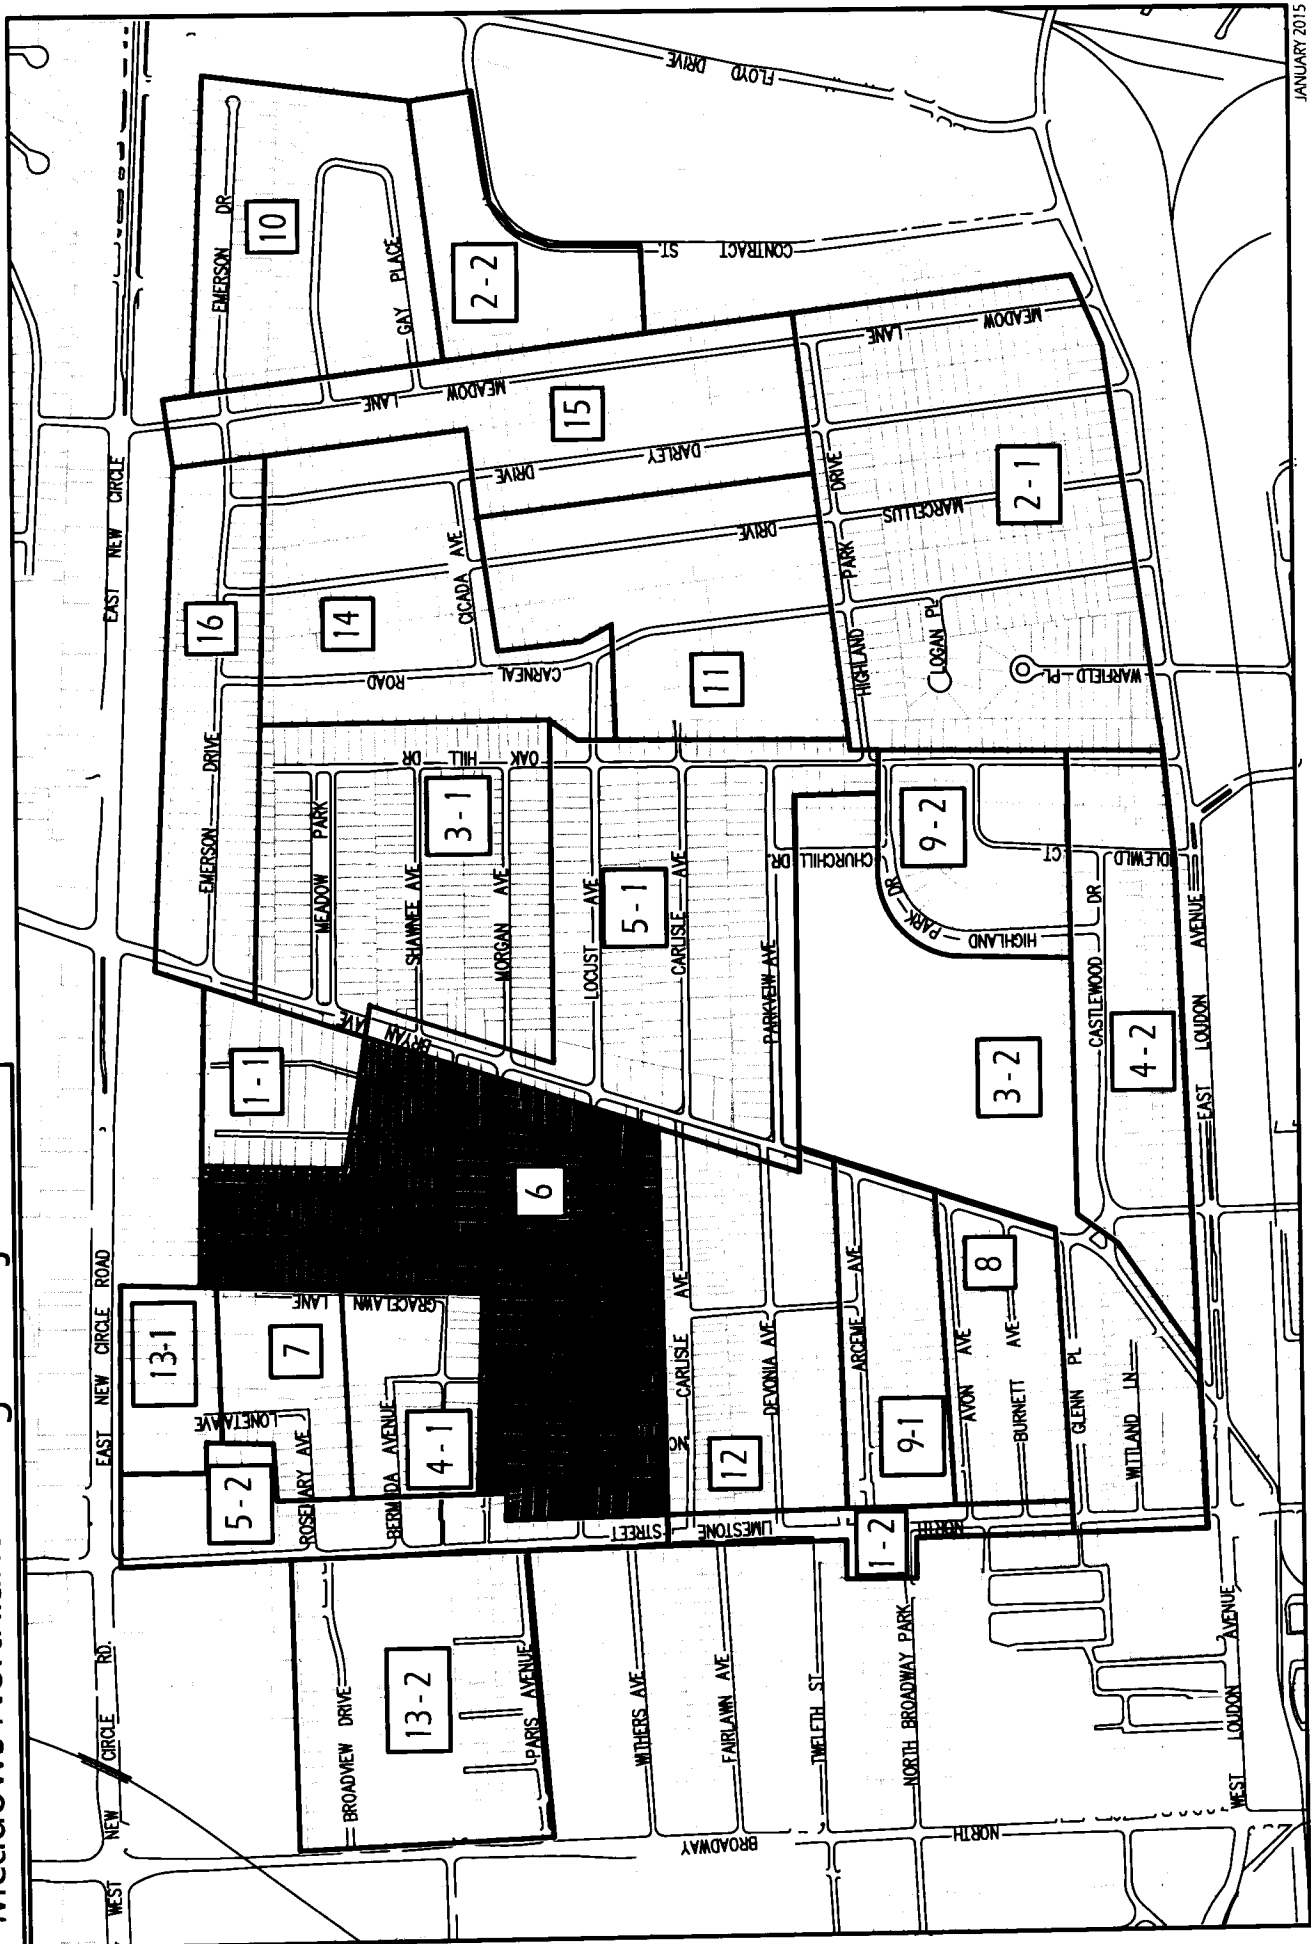 JANUARY 2015
FLOYD DRIVE
EMERSON DR
10
GAY PLACE
2-2
CONTRACT ST.
MEADOW LANE
MEADOW LANE
15
EAST NEW CIRCLE
DARLEY DRIVE
16
14
CICADA AVE
MARCELLUS DRIVE
HIGHLAND PARK DRIVE
2-1
LOGAN PL
WARFIELD PL
CARNEAL ROAD
11
EMERSON DRIVE
OAK HILL DR
MEADOW PARK
SHAWNEE AVE
3-1
MORGAN AVE
LOCUST AVE
5-1
CARLISLE AVE
PARKVEIW AVE
CHURCHILL DR.
9-2
HIGHLAND PARK DR
CT
CASTLEWOOD DR
EAST LOUDON AVENUE
4-2
3-2
BRYAN AVE
1-1
6
EAST NEW CIRCLE ROAD
13-1
7
GRACELAWN LANE
LONETA AVE
5-2
ROSEMARY AVE.
BERMUDA AVENUE
4-1
CARLISLE AVE
12
DEVONIA AVE
ARCEME AVE
9-1
8
AVON AVE
BURNETT AVE
GLENN PL
WITTLAND LN
NORTH LIMESTONE STREET
1-2
WEST NEW CIRCLE RD.
BROADVIEW DRIVE
13-2
PARIS AVENUE
WITHERS AVE
FAIRLAWN AVE
TWELFTH ST
NORTH BROADWAY PARK
WEST LOUDON AVENUE
NORTH BROADWAY